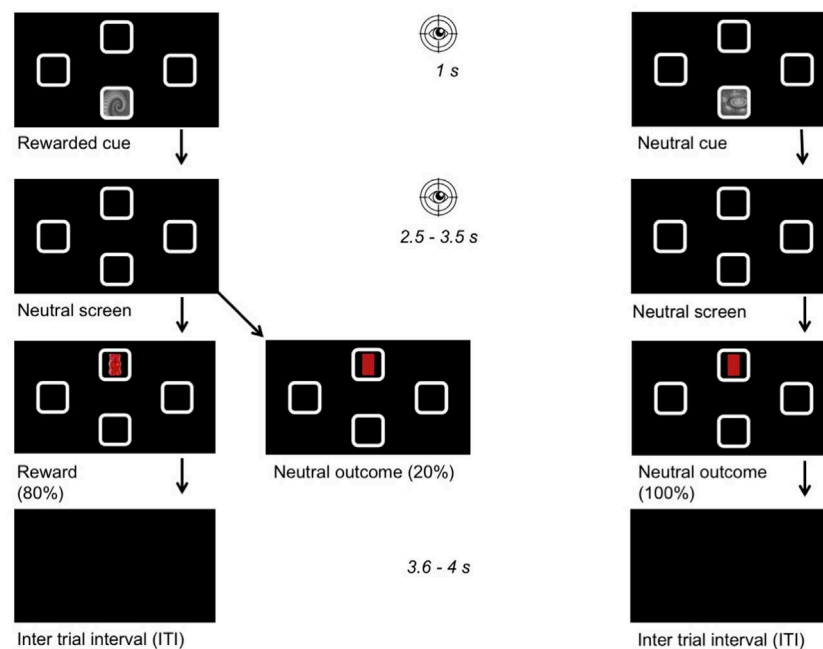 1 s
Rewarded cue
Neutral cue
2.5 - 3.5 s
Neutral screen
Neutral screen
Reward
(80%)
Neutral outcome (20%)
Neutral outcome
(100%)
3.6 - 4 s
Inter trial interval (ITI)
Inter trial interval (ITI)